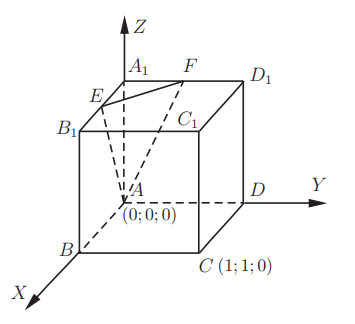 Z
A₁ F D₁
E
B₁ C₁
A D Y
(0;0;0)
B C (1;1;0)
X